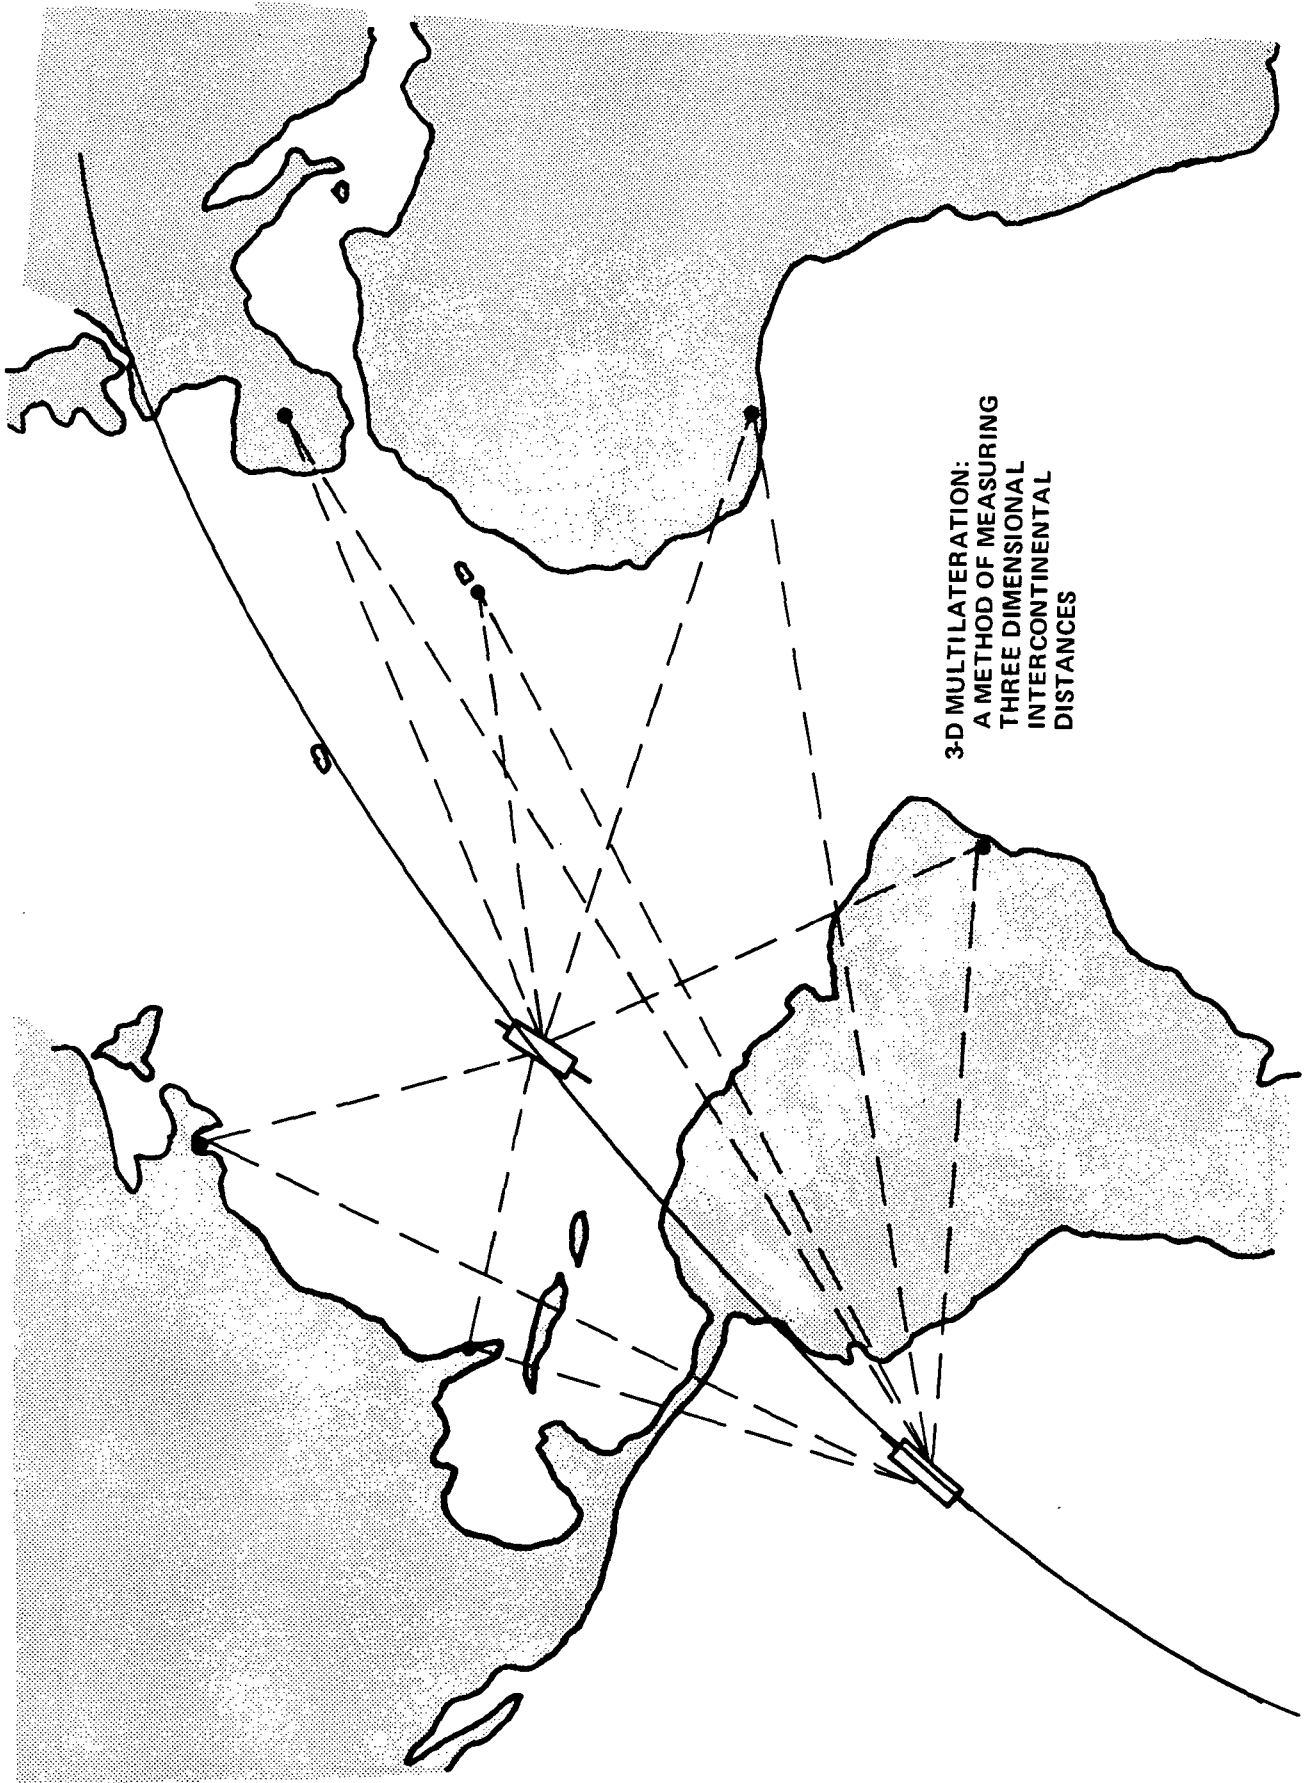 3-D MULTILATERATION:
A METHOD OF MEASURING
THREE DIMENSIONAL
INTERCONTINENTAL
DISTANCES